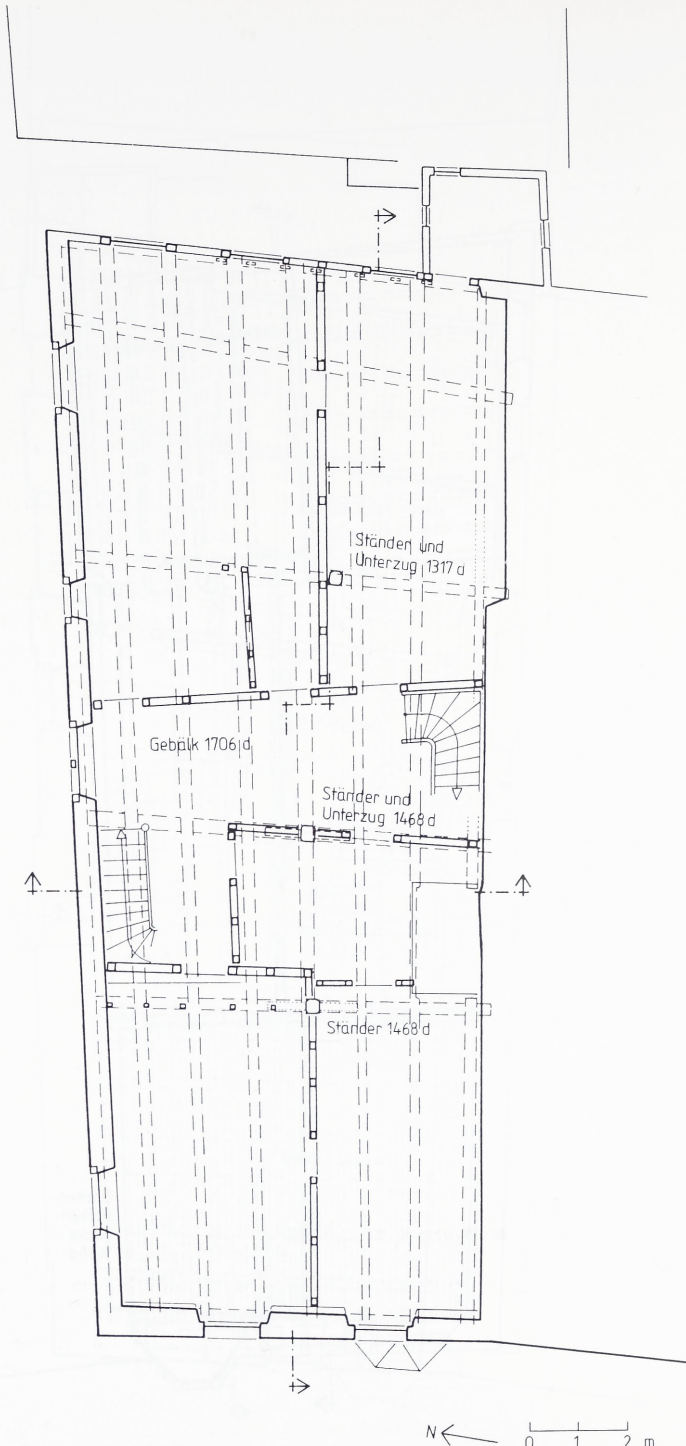 Ständer und
Unterzug 1317 d
Gebälk 1706 d
Ständer und
Unterzug 1468 d
Ständer 1468 d
N
0 1 2 m